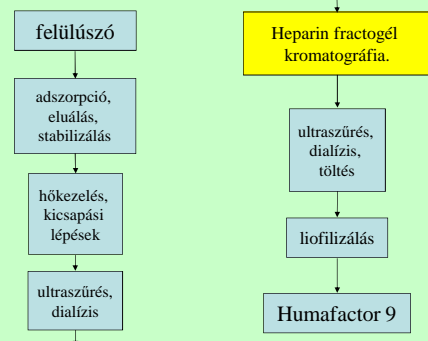 felülúszó
adszorpció,
eluálás,
stabilizálás
hőkezelés,
kicsapási
lépések
ultraszűrés,
dialízis
Heparin fractogél
kromatográfia.
ultraszűrés,
dialízis,
töltés
liofilizálás
Humafactor 9